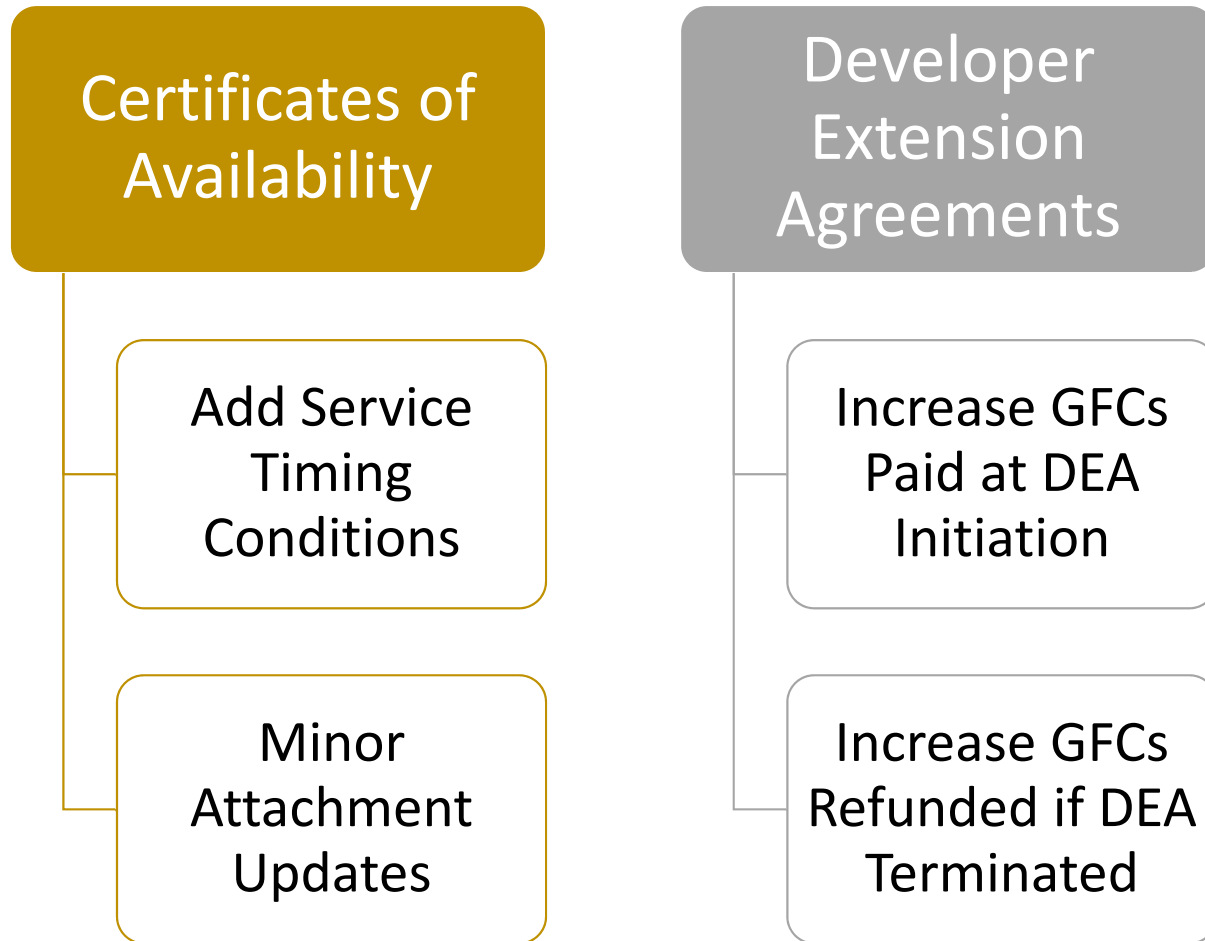 Certificates of
Availability
Add Service
Timing
Conditions
Minor
Attachment
Updates
Developer
Extension
Agreements
Increase GFCs
Paid at DEA
Initiation
Increase GFCs
Refunded if DEA
Terminated